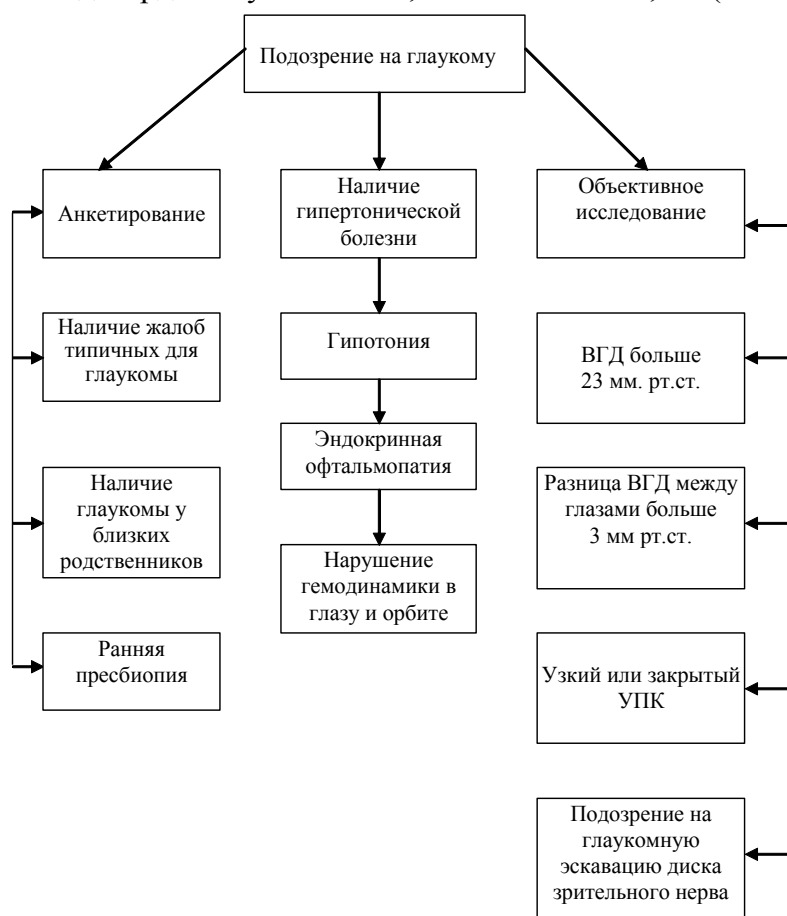 Подозрение на глаукому
Анкетирование
Наличие жалоб
типичных для
глаукомы
Наличие
глаукомы у
близких
родственников
Ранняя
пресбиопия
Наличие
гипертонической
болезни
Гипотония
Эндокринная
офтальмопатия
Нарушение
гемодинамики в
глазу и орбите
Объективное
исследование
ВГД больше
23 мм. рт.ст.
Разница ВГД между
глазами больше
3 мм рт.ст.
Узкий или закрытый
УПК
Подозрение на
глаукомную
эскавацию диска
зрительного нерва